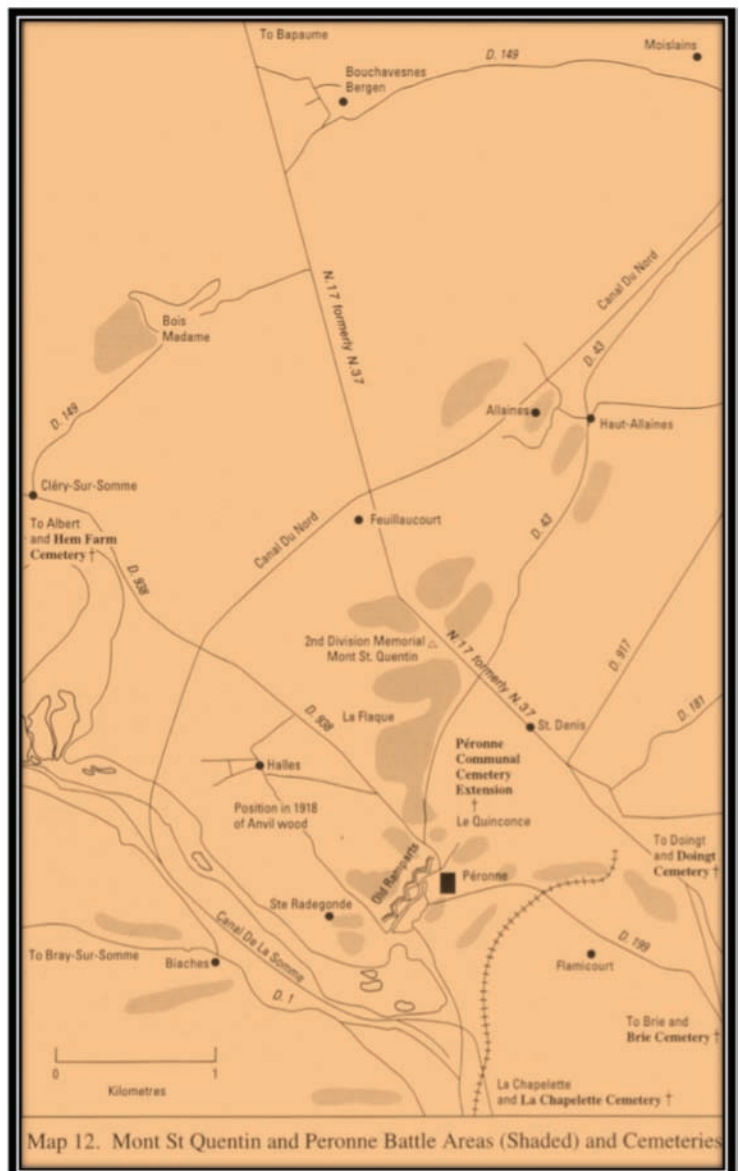 To Bapaume
Moislains
D. 149
Bouchavesnes
Bergen
Canal Du Nord
N.17 formerly N.37
Bois
Madame
D. 43
D. 149
Allaines
Haut-Allaines
Cléry-Sur-Somme
Feuillaucourt
To Albert
and Hem Farm
Cemetery †
Canal Du Nord
D. 43
D. 938
2nd Division Memorial
Mont St. Quentin
N.17 formerly N.37
D. 917
D. 181
La Flaque
D. 938
St. Denis
Halles
Péronne
Communal
Cemetery
Extension
†
Position in 1918
of Anvil wood
Le Quinconce
To Doingt
and Doingt
Cemetery †
Old Ramparts
Péronne
Ste Radegonde
Canal De La Somme
D. 199
To Bray-Sur-Somme
Biaches
Flamicourt
D. 1
To Brie and
Brie Cemetery †
0 1
Kilometres
La Chapelette
and La Chapelette Cemetery †
Map 12. Mont St Quentin and Peronne Battle Areas (Shaded) and Cemeteries